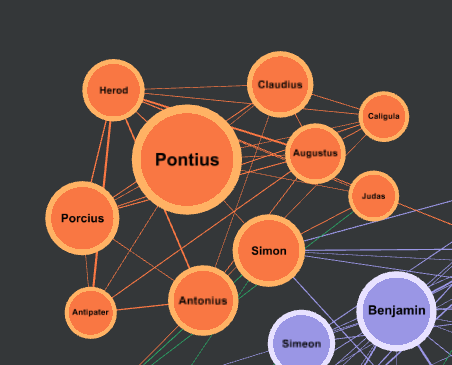 Claudius
Herod
Caligula
Augustus
Pontius
Judas
Porcius
Simon
Antonius
Antipater
Benjamin
Simeon